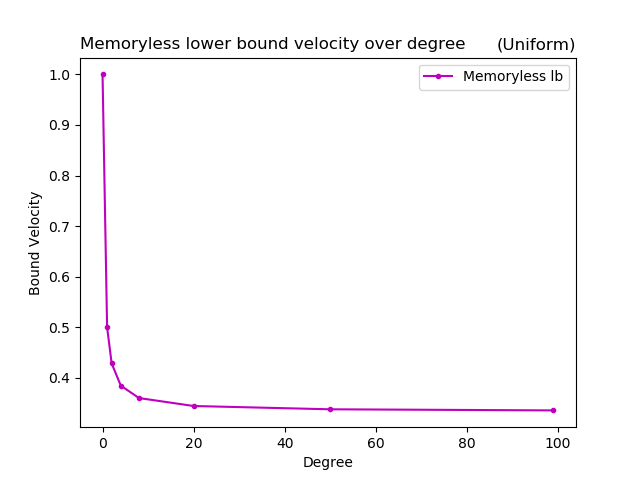 Memoryless lower bound velocity over degree (Uniform)
Memoryless lb
1.0
0.9
0.8
0.7
0.6
0.5
0.4
Bound Velocity
0 20 40 60 80 100
Degree